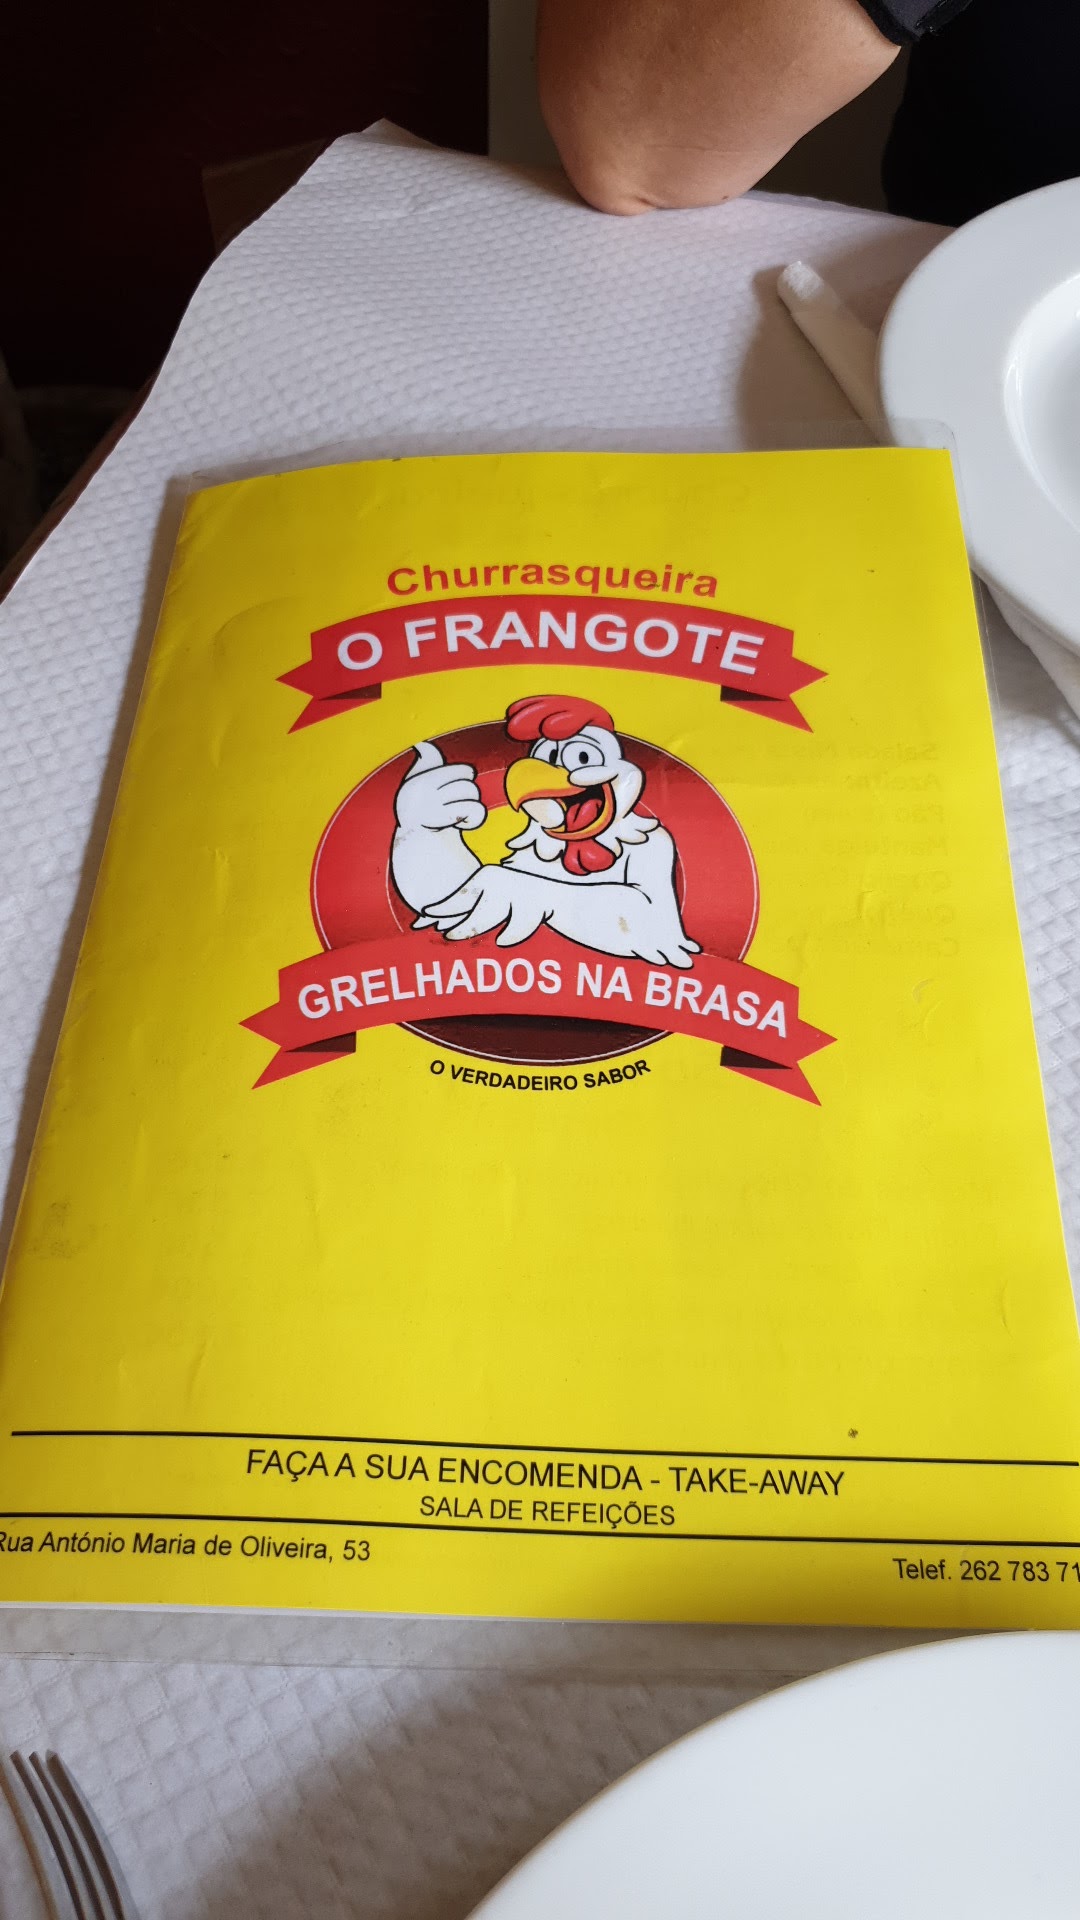 Churrasqueira
O FRANGOTE
GRELHADOS NA BRASA
O VERDADEIRO SABOR
FAÇA A SUA ENCOMENDA - TAKE-AWAY
SALA DE REFEIÇÕES
Rua António Maria de Oliveira, 53
Telef. 262 783 71